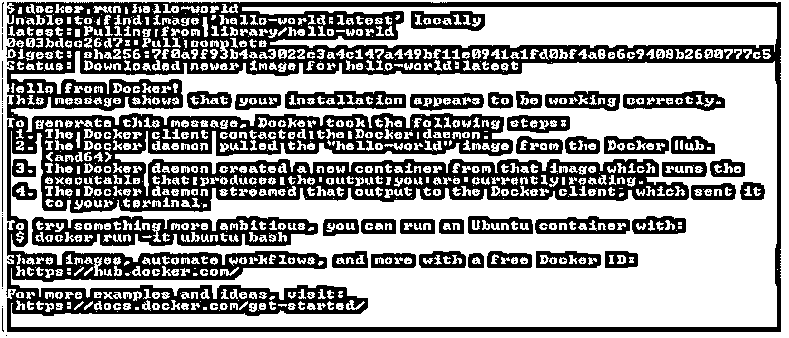 $ docker run hello-world
Unable to find image 'hello-world:latest' locally
latest: Pulling from library/hello-world
0e03bdcc26d7: Pull complete
Digest: sha256:7f0a9f93b4aa3022c3a4c147a449bf11e0941a1fd0bf4a8e6c9408b2600777c5
Status: Downloaded newer image for hello-world:latest
Hello from Docker!
This message shows that your installation appears to be working correctly.
To generate this message, Docker took the following steps:
1. The Docker client contacted the Docker daemon.
2. The Docker daemon pulled the "hello-world" image from the Docker Hub.
(amd64)
3. The Docker daemon created a new container from that image which runs the
executable that produces the output you are currently reading.
4. The Docker daemon streamed that output to the Docker client, which sent it
to your terminal.
To try something more ambitious, you can run an Ubuntu container with:
$ docker run -it ubuntu bash
Share images, automate workflows, and more with a free Docker ID:
https://hub.docker.com/
For more examples and ideas, visit:
https://docs.docker.com/get-started/